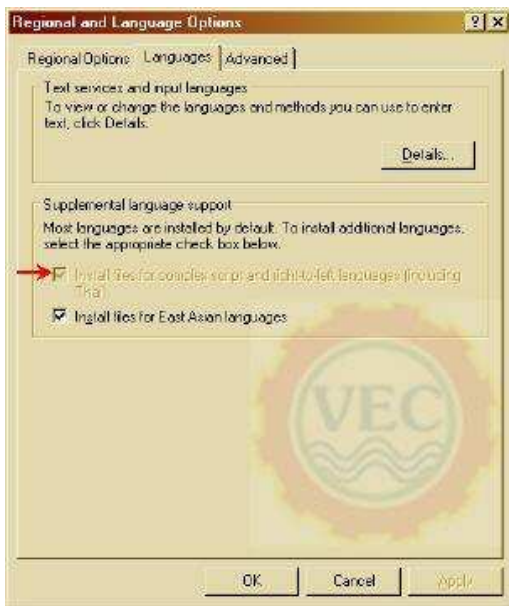 Regional and Language Options
Regional Options
Languages
Advanced
Text services and input languages
To view or change the languages and methods you can use to enter
text, click Details.
Details...
Supplemental language support
Most languages are installed by default. To install additional languages,
select the appropriate check box below.
Install files for complex script and right-to-left languages (including
Thai)
Install files for East Asian languages
VEC
OK
Cancel
Apply